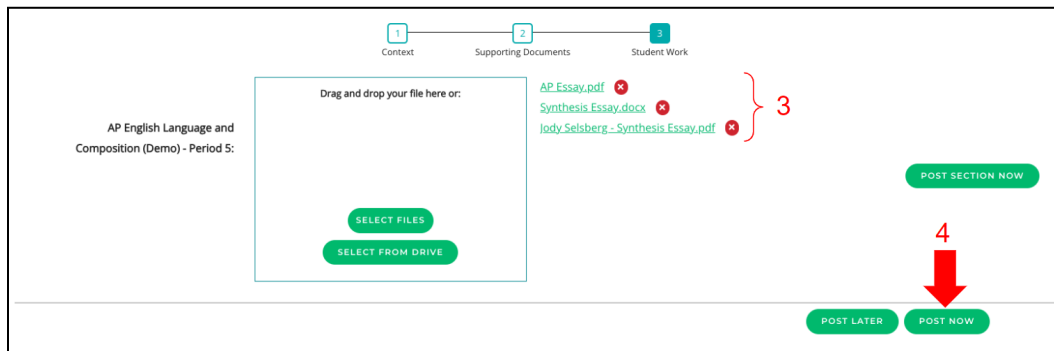 1
2
3
Context
Supporting Documents
Student Work
Drag and drop your file here or:
AP Essay.pdf
Synthesis Essay.docx
Jody Selsberg - Synthesis Essay.pdf
3
AP English Language and
Composition (Demo) - Period 5:
POST SECTION NOW
SELECT FILES
SELECT FROM DRIVE
4
POST LATER
POST NOW